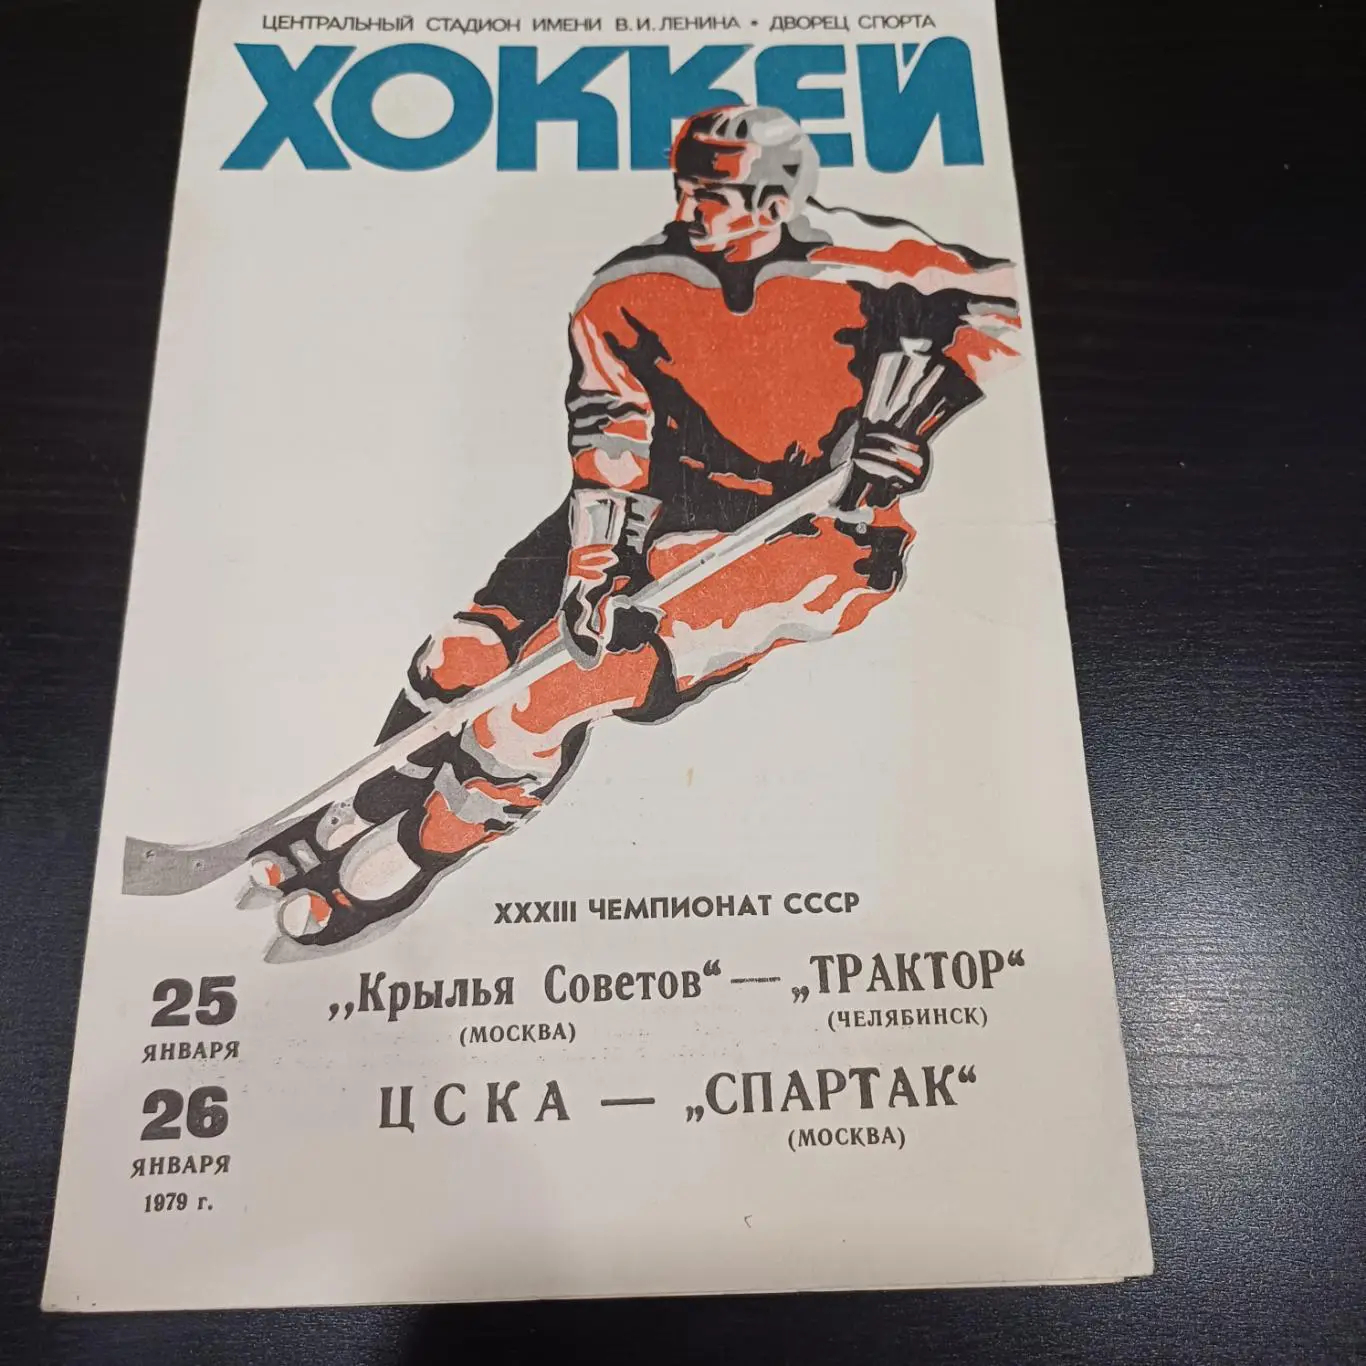 ЦЕНТРАЛЬНЫЙ СТАДИОН ИМЕНИ В.И.ЛЕНИНА • ДВОРЕЦ СПОРТА
ХОККЕЙ
XXXIII ЧЕМПИОНАТ СССР
25 ЯНВАРЯ
„Крылья Советов“ — „ТРАКТОР“
(МОСКВА) (ЧЕЛЯБИНСК)
26 ЯНВАРЯ
1979 г.
ЦСКА — „СПАРТАК“
(МОСКВА)